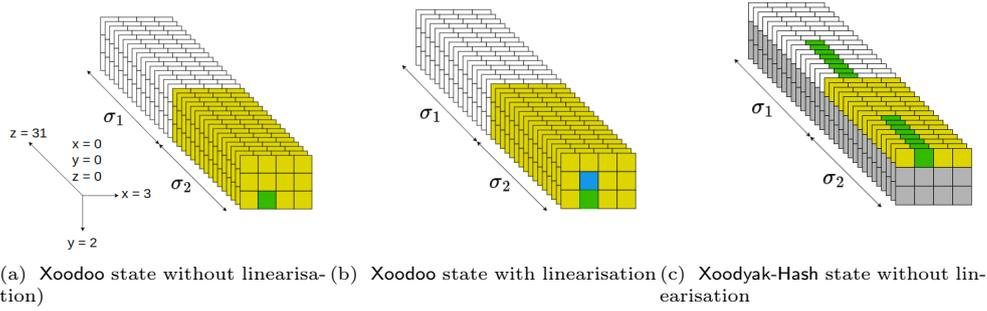 σ1
σ2
z = 31
x = 0
y = 0
z = 0
x = 3
y = 2
(a) Xoodoo state without linearisa-
tion)
σ1
σ2
(b) Xoodoo state with linearisation
σ1
σ2
(c) Xoodyak-Hash state without lin-
earisation